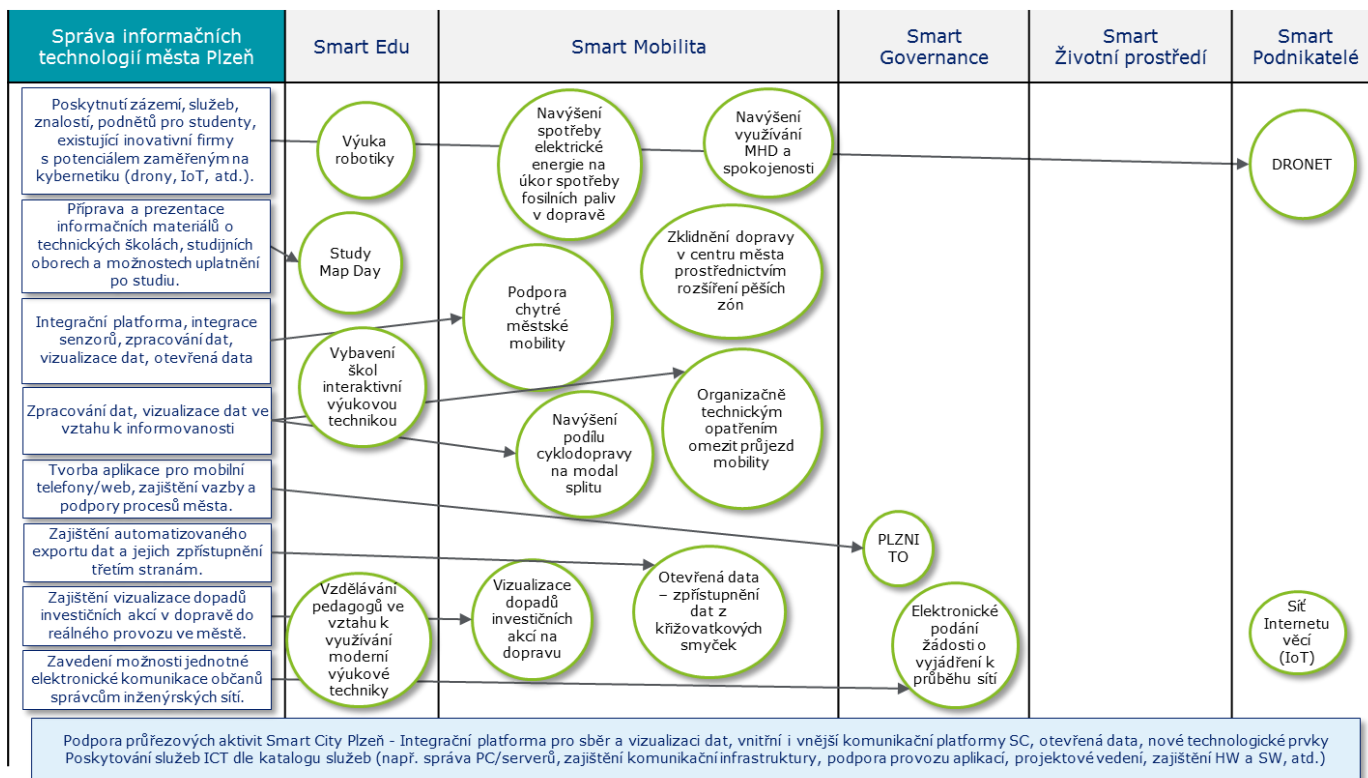 Správa informačních
technologií města Plzeň
Smart Edu
Smart Mobilita
Smart
Governance
Smart
Životní prostředí
Smart
Podnikatelé
Poskytnutí zázemí, služeb,
znalostí, podnětů pro studenty,
existující inovativní firmy
s potenciálem zaměřeným na
kybernetiku (drony, IoT, atd.).
Příprava a prezentace
informačních materiálů o
technických školách, studijních
oborech a možnostech uplatnění
po studiu.
Integrační platforma, integrace
senzorů, zpracování dat,
vizualizace dat, otevřená data
Zpracování dat, vizualizace dat ve
vztahu k informovanosti
Tvorba aplikace pro mobilní
telefony/web, zajištění vazby a
podpory procesů města.
Zajištění automatizovaného
exportu dat a jejich zpřístupnění
třetím stranám.
Zajištění vizualizace dopadů
investičních akcí v dopravě do
reálného provozu ve městě.
Zavedení možnosti jednotné
elektronické komunikace občanů
správcům inženýrských sítí.
Výuka
robotiky
Study
Map Day
Vybavení
škol
interaktivní
výukovou
technikou
Vzdělávání
pedagogů ve
vztahu k
využívání
moderní
výukové
techniky
Navýšení
spotřeby
elektrické
energie na
úkor spotřeby
fosilních paliv
v dopravě
Navýšení
využívání
MHD a
spokojenosti
Zklidnění dopravy
v centru města
prostřednictvím
rozšíření pěších
zón
Podpora
chytré
městské
mobility
Organizačně
technickým
opatřením
omezit průjezd
mobility
Navýšení
podílu
cyklodopravy
na modal
splitu
Vizualizace
dopadů
investičních
akcí na
dopravu
Otevřená data
– zpřístupnění
dat z
křižovatkových
smyček
PLZNI
TO
Elektronické
podání
žádosti o
vyjádření k
průběhu sítí
DRONET
Síť
Internetu
věcí
(IoT)
Podpora průřezových aktivit Smart City Plzeň - Integrační platforma pro sběr a vizualizaci dat, vnitřní i vnější komunikační platformy SC, otevřená data, nové technologické prvky
Poskytování služeb ICT dle katalogu služeb (např. správa PC/serverů, zajištění komunikační infrastruktury, podpora provozu aplikací, projektové vedení, zajištění HW a SW, atd.)